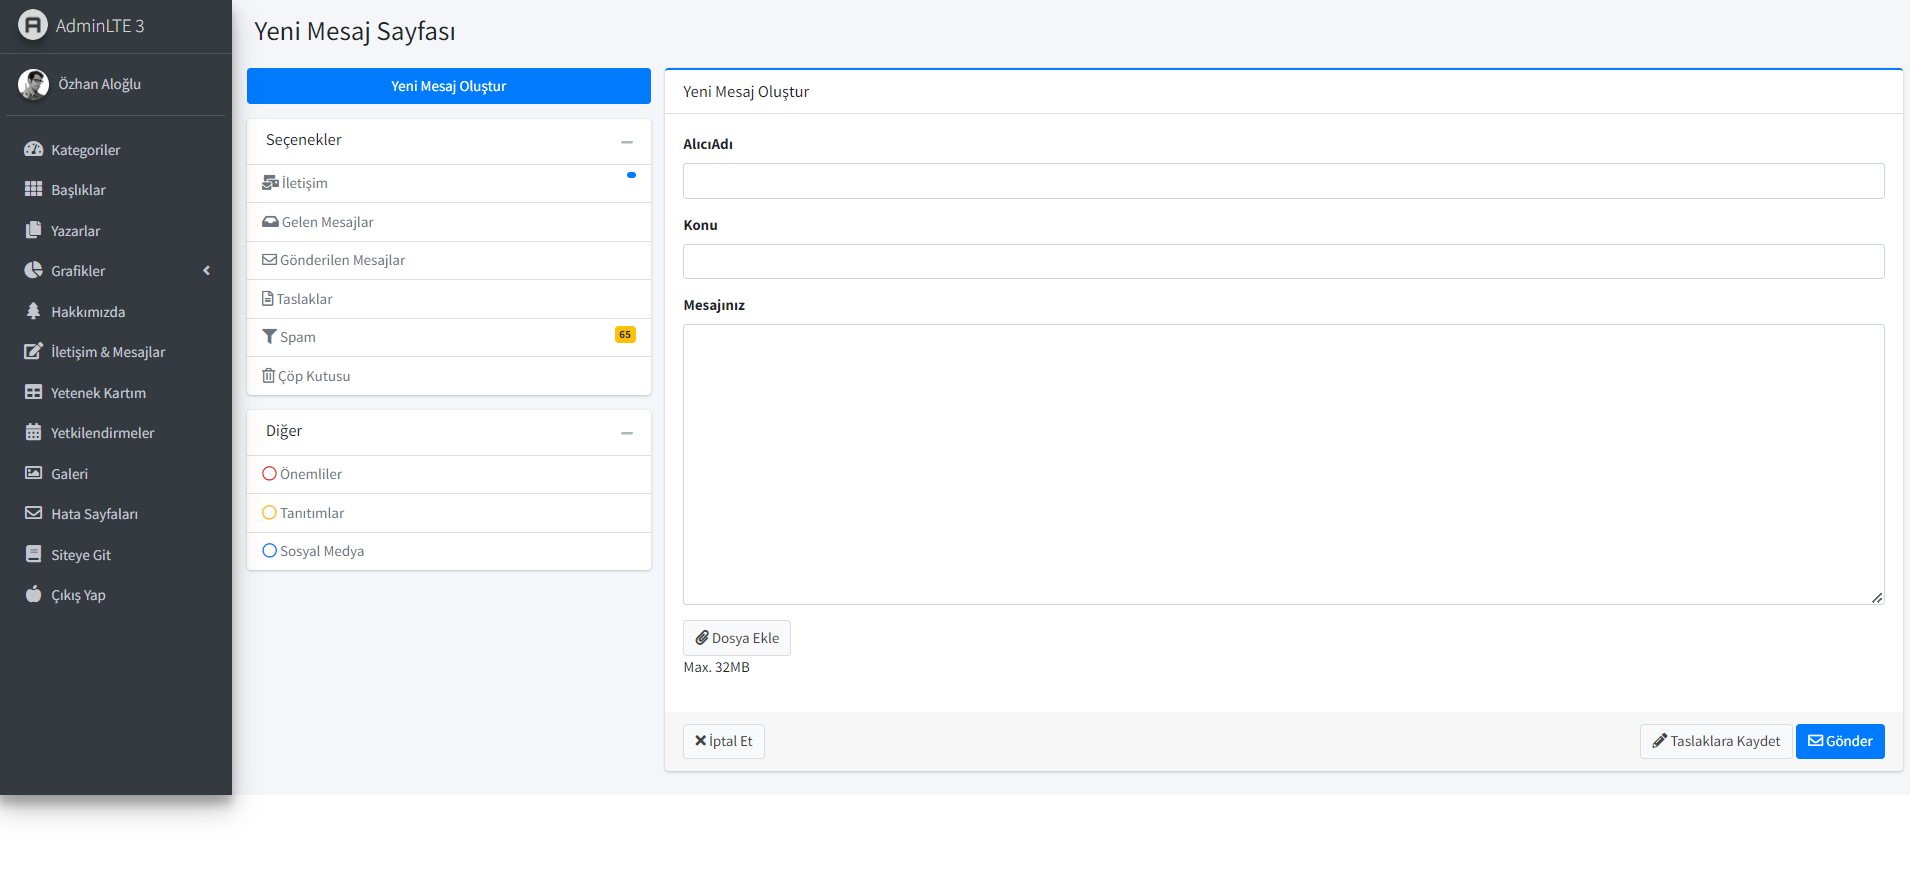 AdminLTE 3
Özhan Aloğlu
Kategoriler
Başlıklar
Yazarlar
Grafikler
Hakkımızda
İletişim & Mesajlar
Yetenek Kartım
Yetkilendirmeler
Galeri
Hata Sayfaları
Siteye Git
Çıkış Yap
Yeni Mesaj Sayfası
Yeni Mesaj Oluştur
Seçenekler
İletişim
Gelen Mesajlar
Gönderilen Mesajlar
Taslaklar
Spam 65
Çöp Kutusu
Diğer
Önemliler
Tanıtımlar
Sosyal Medya
Yeni Mesaj Oluştur
AlıcıAdı
Konu
Mesajınız
Dosya Ekle
Max. 32MB
İptal Et
Taslaklara Kaydet
Gönder